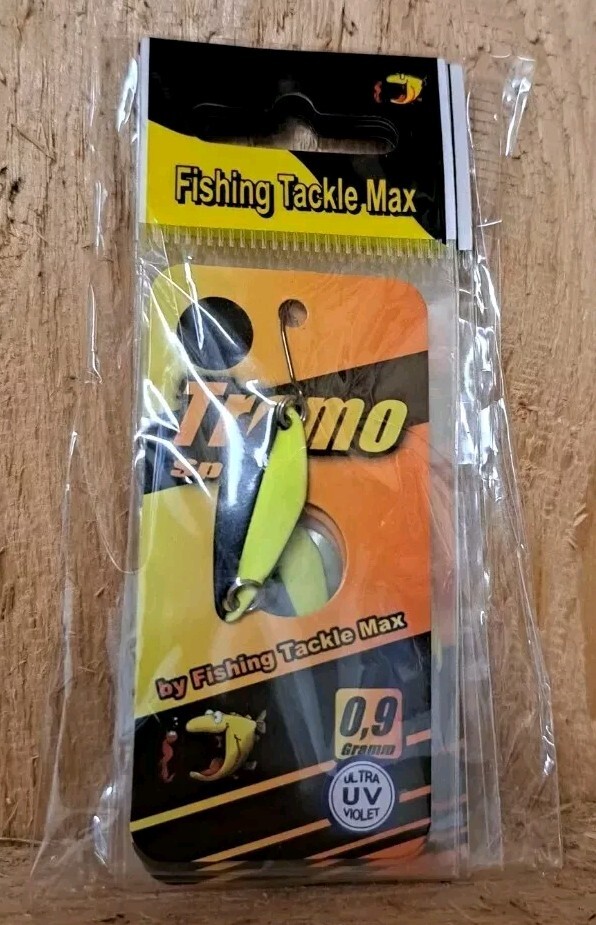 Fishing Tackle Max
by Fishing Tackle Max
0,9
Gramm
ULTRA
UV
VIOLET